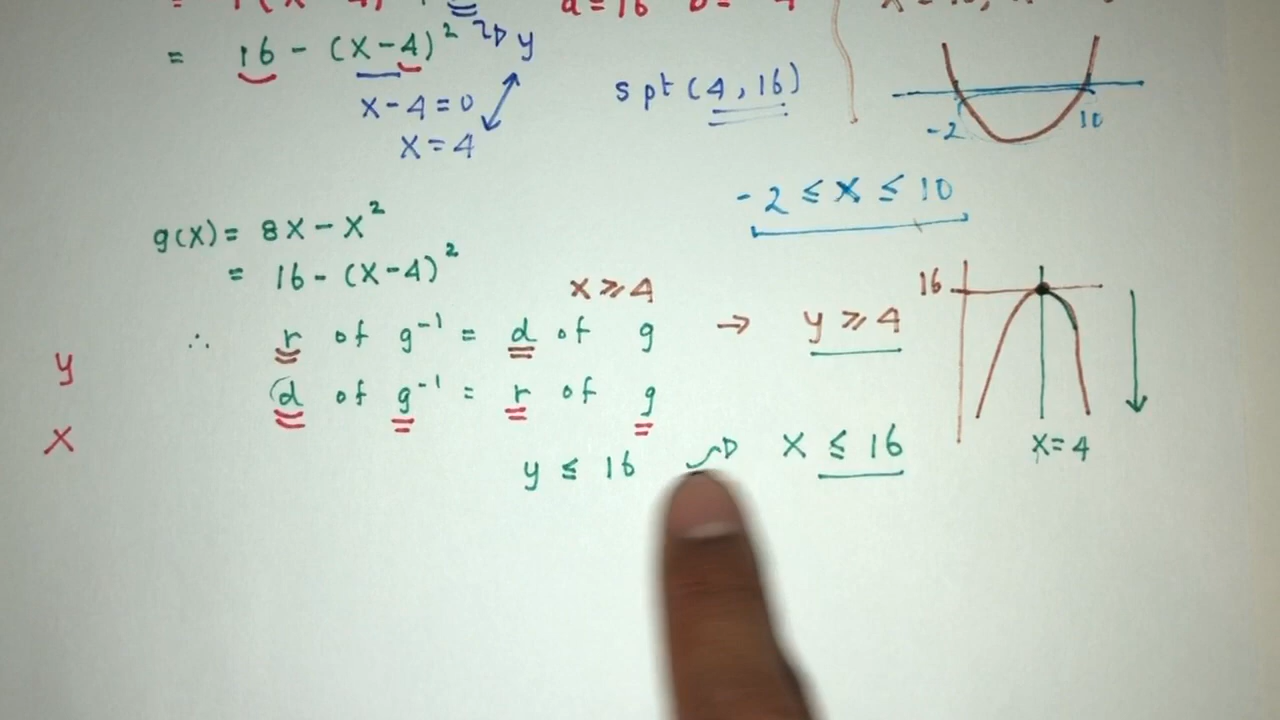 = 16 - (x-4)² → y
x-4=0
x=4
s pt (4, 16)
-2 10
-2 ≤ x ≤ 10
g(x) = 8x - x²
= 16 - (x-4)²
x ≥ 4
∴ r of g⁻¹ = d of g → y ≥ 4
d of g⁻¹ = r of g
y ≤ 16 → x ≤ 16
y
x
16
x=4